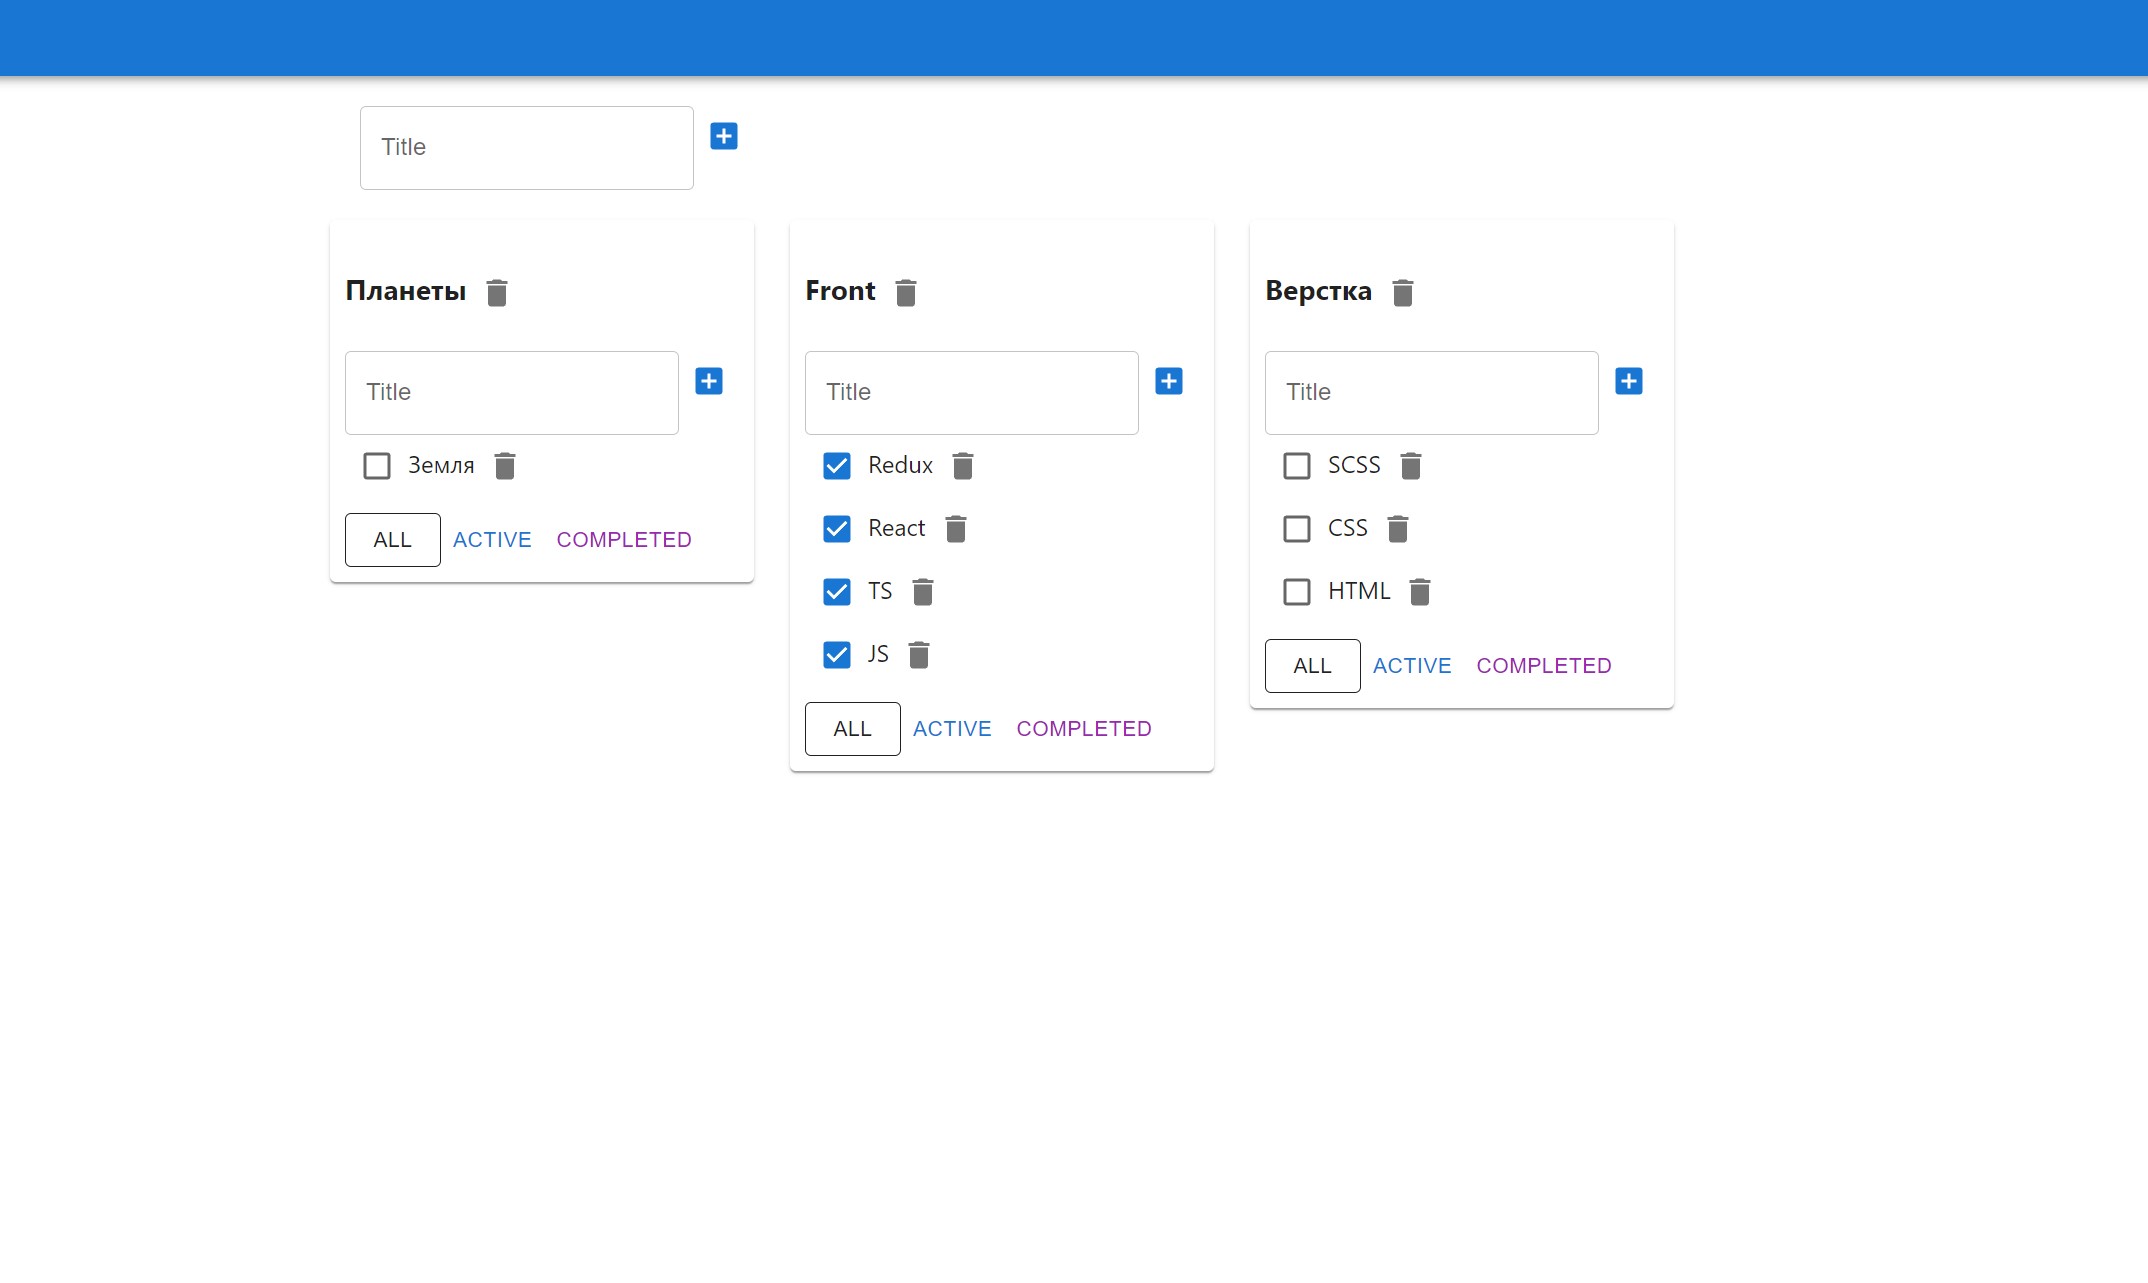 Title
Планеты
Title
Земля
ALL ACTIVE COMPLETED
Front
Title
Redux
React
TS
JS
ALL ACTIVE COMPLETED
Верстка
Title
SCSS
CSS
HTML
ALL ACTIVE COMPLETED